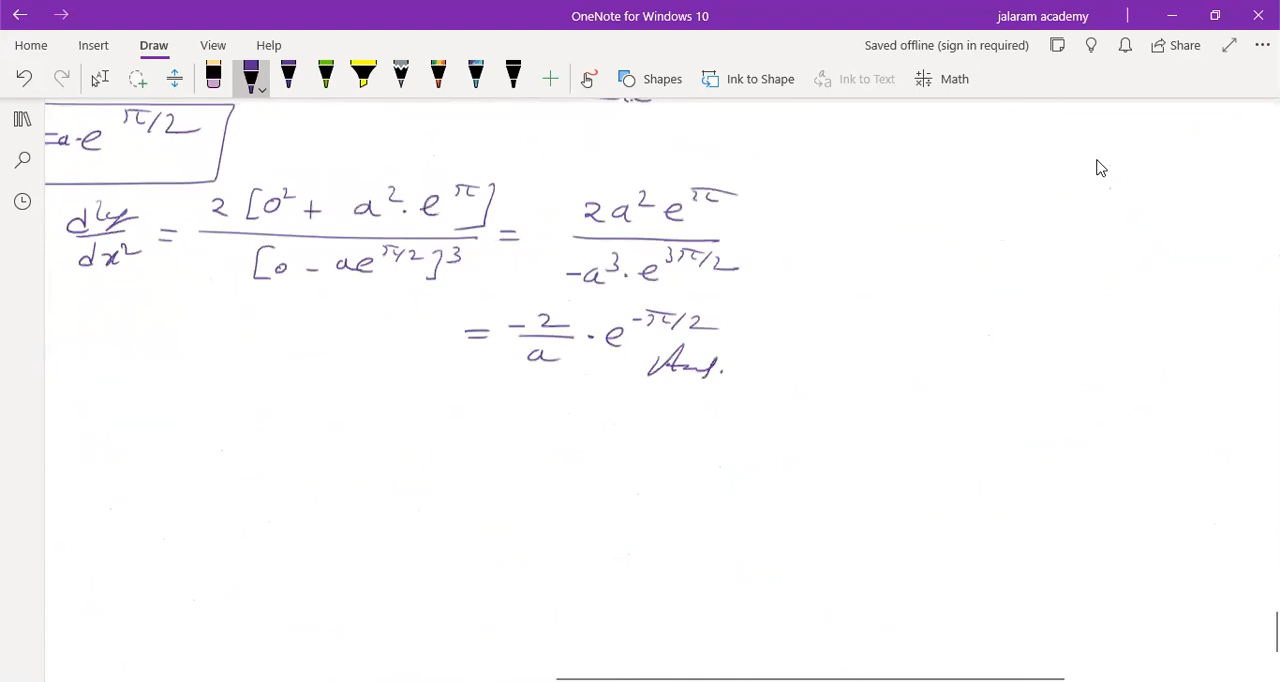 OneNote for Windows 10
jalaram academy
Home Insert Draw View Help
Saved offline (sign in required) Share
Shapes Ink to Shape Ink to Text Math
=a·e^{π/2}
d²y/dx² = 2[0² + a²·e^{π}] / [0 - ae^{π/2}]³ = 2a²e^{π} / -a³·e^{3π/2}
= -2/a · e^{-π/2}
Ans.